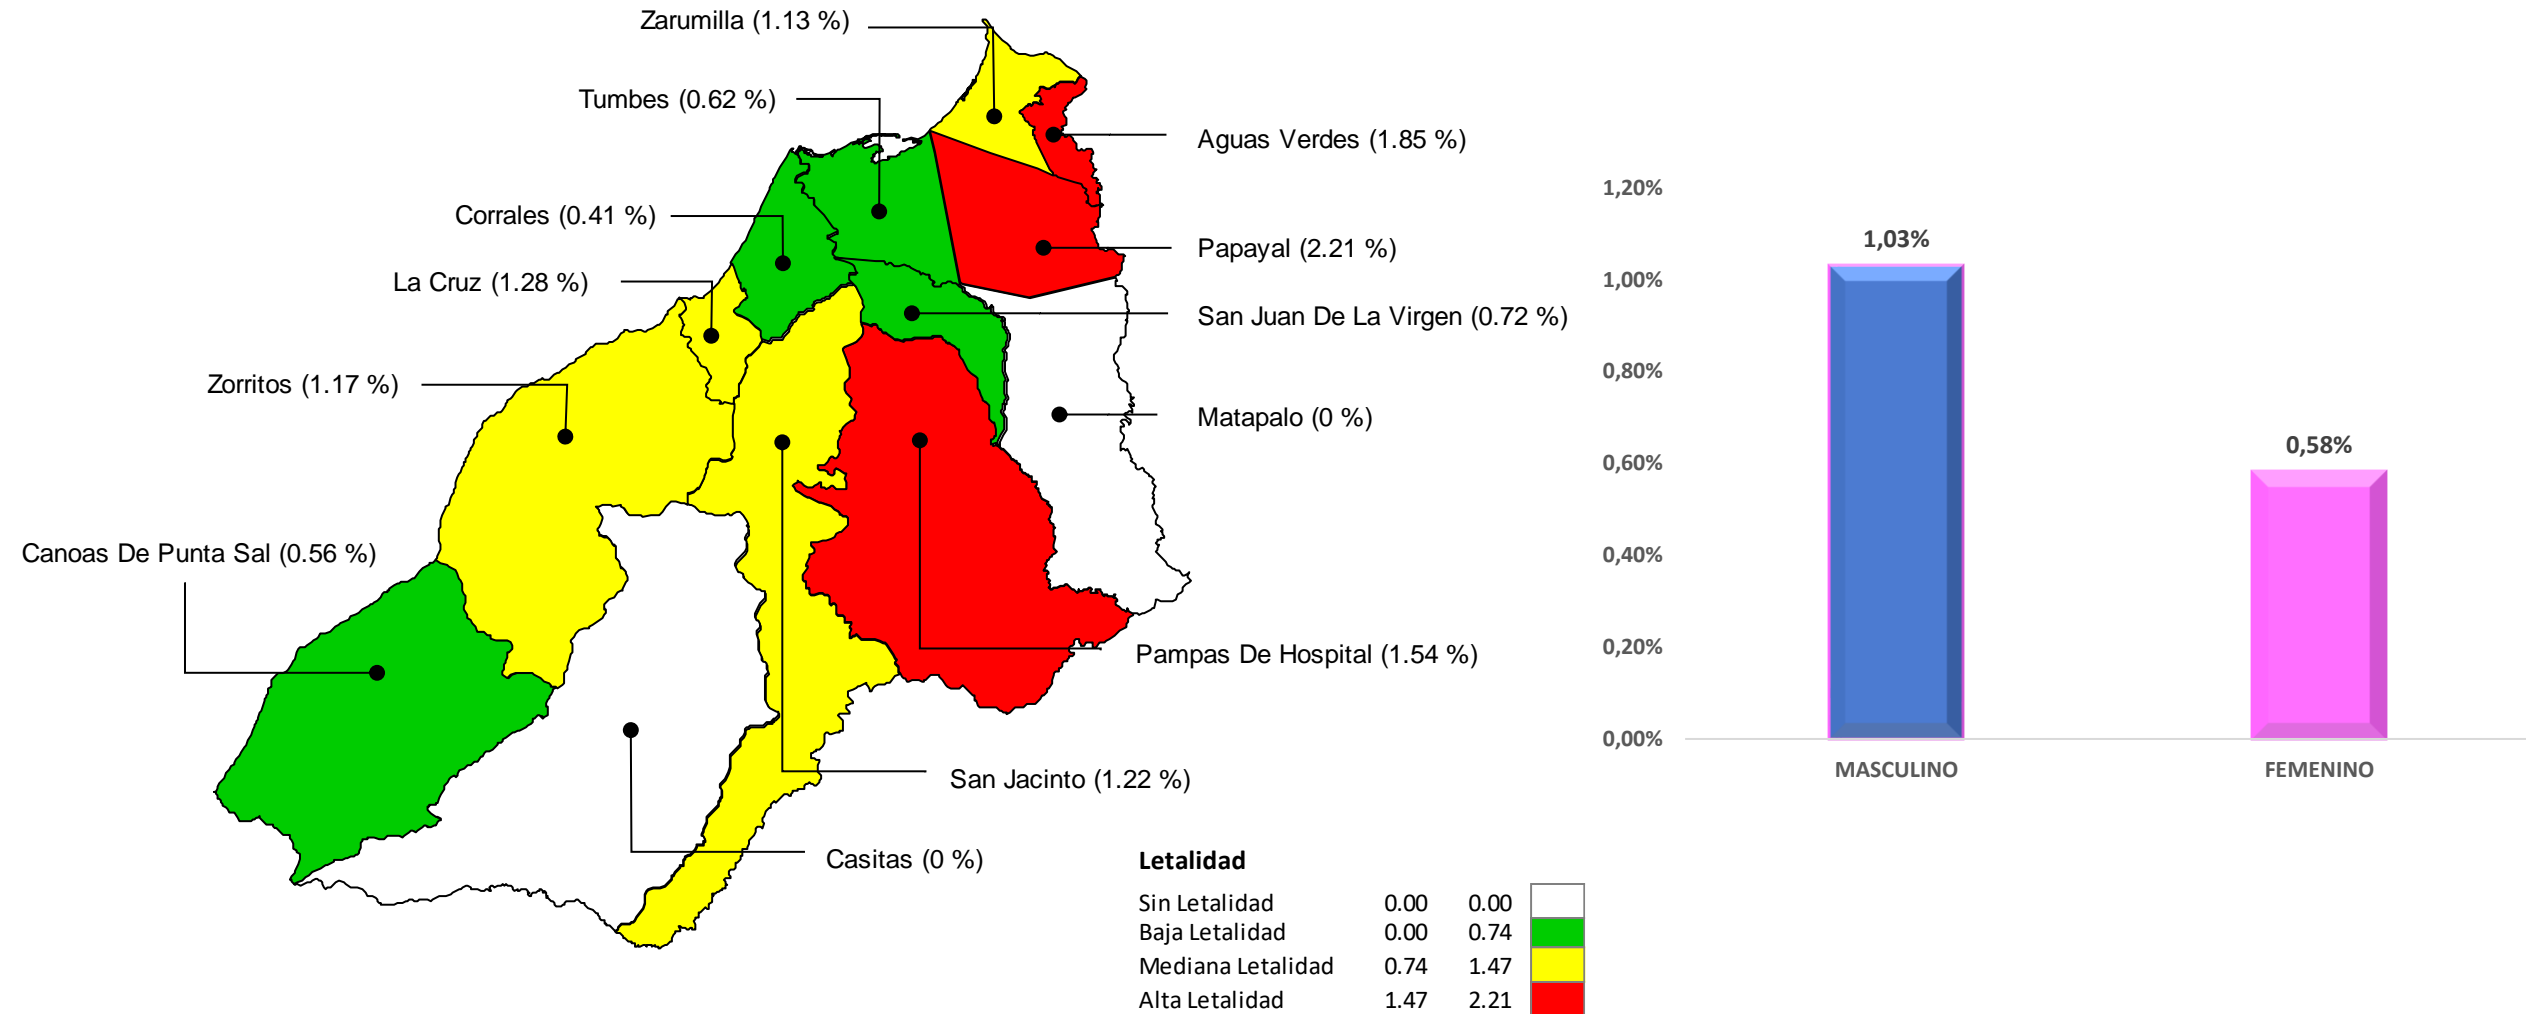 Zarumilla (1.13 %)
Tumbes (0.62 %)
Corrales (0.41 %)
La Cruz (1.28 %)
Zorritos (1.17 %)
Canoas De Punta Sal (0.56 %)
Aguas Verdes (1.85 %)
Papayal (2.21 %)
San Juan De La Virgen (0.72 %)
Matapalo (0 %)
Pampas De Hospital (1.54 %)
San Jacinto (1.22 %)
Casitas (0 %)
Letalidad
Sin Letalidad 0.00 0.00
Baja Letalidad 0.00 0.74
Mediana Letalidad 0.74 1.47
Alta Letalidad 1.47 2.21
1,20%
1,00%
0,80%
0,60%
0,40%
0,20%
0,00%
1,03%
0,58%
MASCULINO
FEMENINO